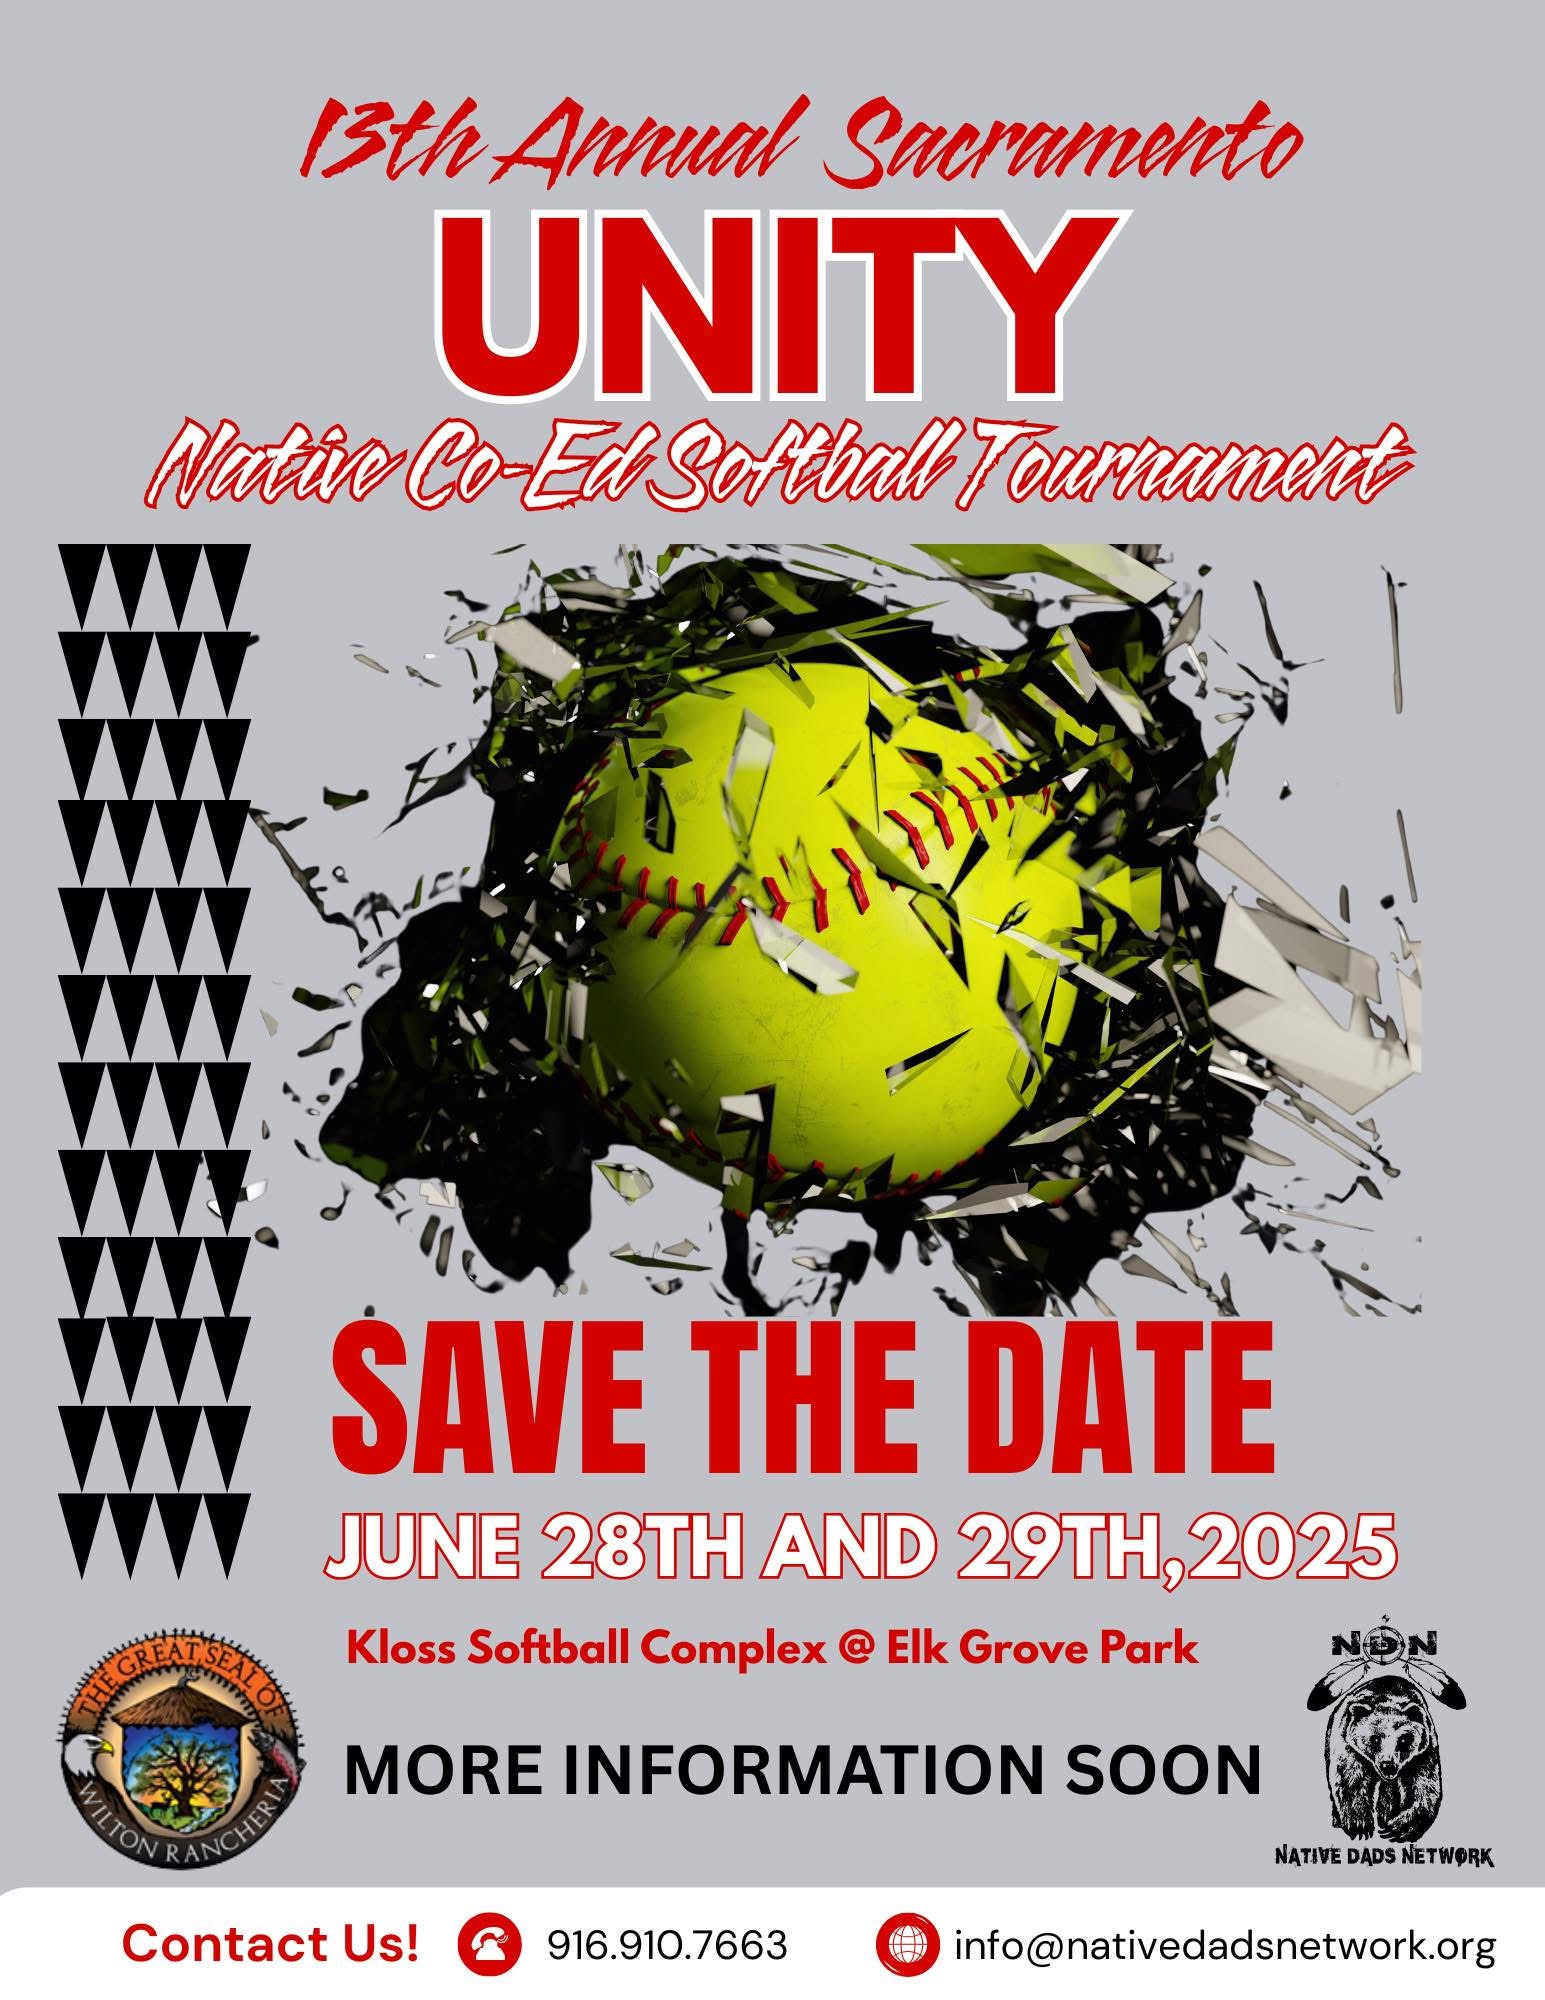 13th Annual Sacramento
UNITY
Native Co-Ed Softball Tournament
SAVE THE DATE
JUNE 28TH AND 29TH,2025
Kloss Softball Complex @ Elk Grove Park
THE GREAT SEAL OF
WILTON RANCHERIA
MORE INFORMATION SOON
NDN
NATIVE DADS NETWORK
Contact Us! 916.910.7663 info@nativedadsnetwork.org